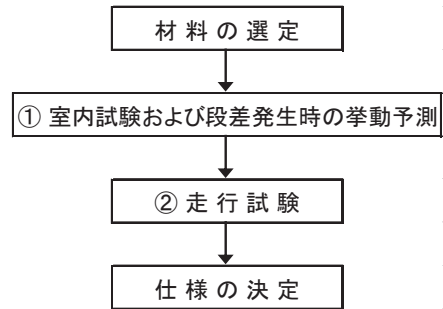 材料の選定
① 室内試験および段差発生時の挙動予測
② 走行試験
仕様の決定